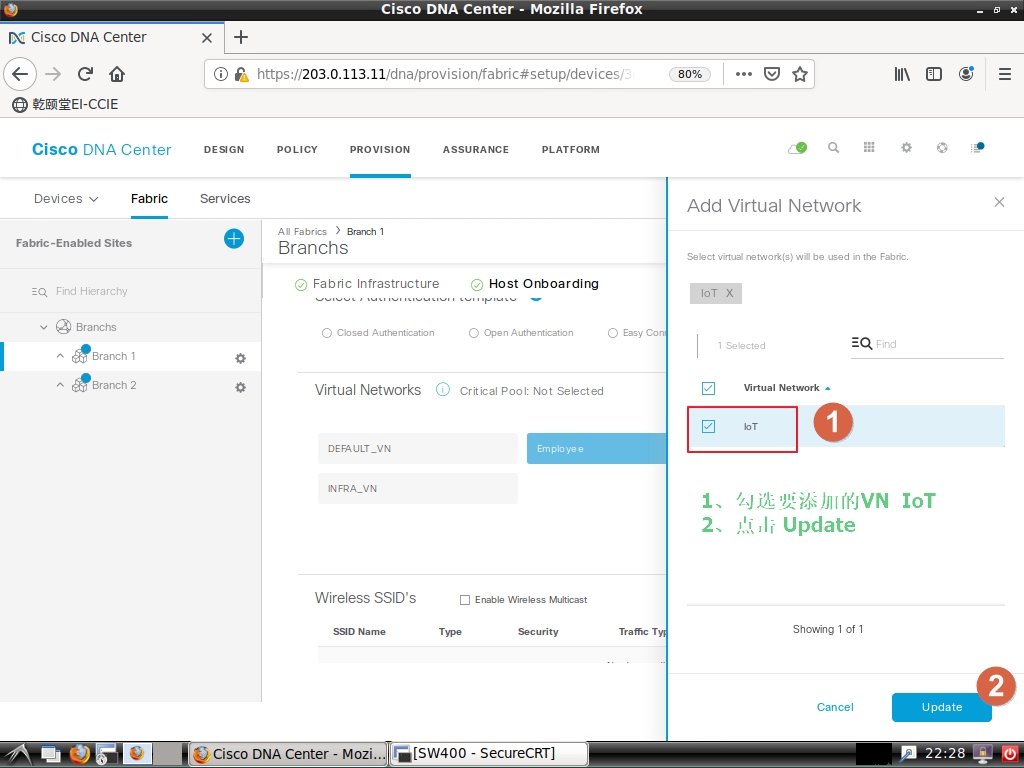 Cisco DNA Center - Mozilla Firefox
Cisco DNA Center
https://203.0.113.11/dna/provision/fabric#setup/devices/3
80%
乾颐堂EI-CCIE
Cisco DNA Center
DESIGN
POLICY
PROVISION
ASSURANCE
PLATFORM
Devices
Fabric
Services
Fabric-Enabled Sites
Find Hierarchy
Branchs
Branch 1
Branch 2
All Fabrics > Branch 1
Branchs
Fabric Infrastructure
Host Onboarding
Select Authentication template
Closed Authentication
Open Authentication
Easy Con
Virtual Networks
Critical Pool: Not Selected
DEFAULT_VN
Employee
INFRA_VN
Wireless SSID's
Enable Wireless Multicast
SSID Name
Type
Security
Traffic Typ
Add Virtual Network
Select virtual network(s) will be used in the Fabric.
IoT X
1 Selected
Find
Virtual Network
IoT
1
1、勾选要添加的VN IoT
2、点击 Update
Showing 1 of 1
2
Cancel
Update
Cisco DNA Center - Mozi...
[SW400 - SecureCRT]
22:28